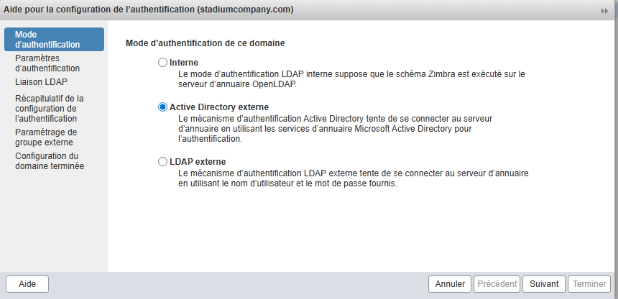 Aide pour la configuration de l'authentification (stadiumcompany.com)
Mode
d'authentification
Paramètres
d'authentification
Liaison LDAP
Récapitulatif de la
configuration de
l'authentification
Paramétrage de
groupe externe
Configuration du
domaine terminée
Mode d'authentification de ce domaine
Interne
Le mode d'authentification LDAP interne suppose que le schéma Zimbra est exécuté sur le
serveur d'annuaire OpenLDAP.
Active Directory externe
Le mécanisme d'authentification Active Directory tente de se connecter au serveur
d'annuaire en utilisant les services d'annuaire Microsoft Active Directory pour
l'authentification.
LDAP externe
Le mécanisme d'authentification LDAP externe tente de se connecter au serveur d'annuaire
en utilisant le nom d'utilisateur et le mot de passe fournis.
Aide
Annuler
Précédent
Suivant
Terminer